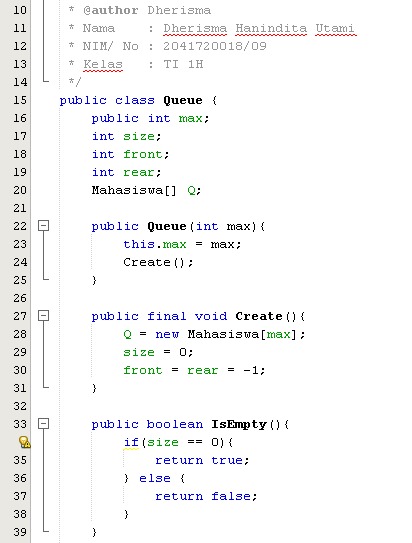 10 * @author Dherisma
11 * Nama : Dherisma Hanindita Utami
12 * NIM/ No : 2041720018/09
13 * Kelas : TI 1H
14 */
15 public class Queue {
16 public int max;
17 int size;
18 int front;
19 int rear;
20 Mahasiswa[] Q;
21
22 public Queue(int max){
23 this.max = max;
24 Create();
25 }
26
27 public final void Create(){
28 Q = new Mahasiswa[max];
29 size = 0;
30 front = rear = -1;
31 }
32
33 public boolean IsEmpty(){
if(size == 0){
35 return true;
36 } else {
37 return false;
38 }
39 }